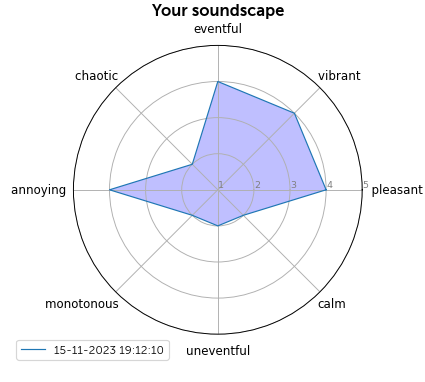 Your soundscape
eventful
chaotic
vibrant
annoying
1
2
3
4
5
pleasant
monotonous
calm
uneventful
15-11-2023 19:12:10